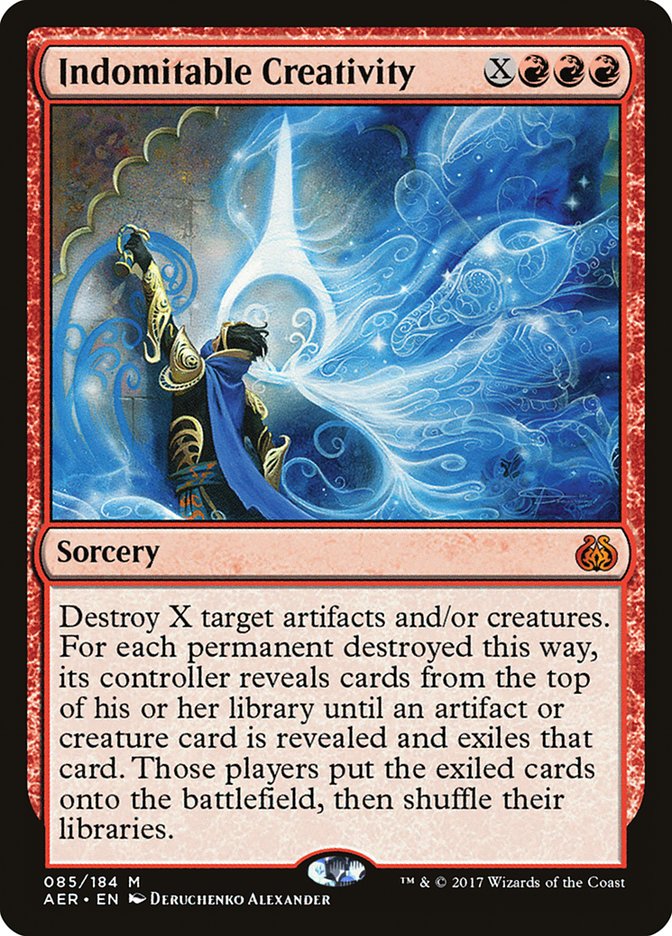 Indomitable Creativity X
Sorcery
Destroy X target artifacts and/or creatures.
For each permanent destroyed this way,
its controller reveals cards from the top
of his or her library until an artifact or
creature card is revealed and exiles that
card. Those players put the exiled cards
onto the battlefield, then shuffle their
libraries.
085/184 M
™ & © 2017 Wizards of the Coast
AER • EN Deruchenko Alexander